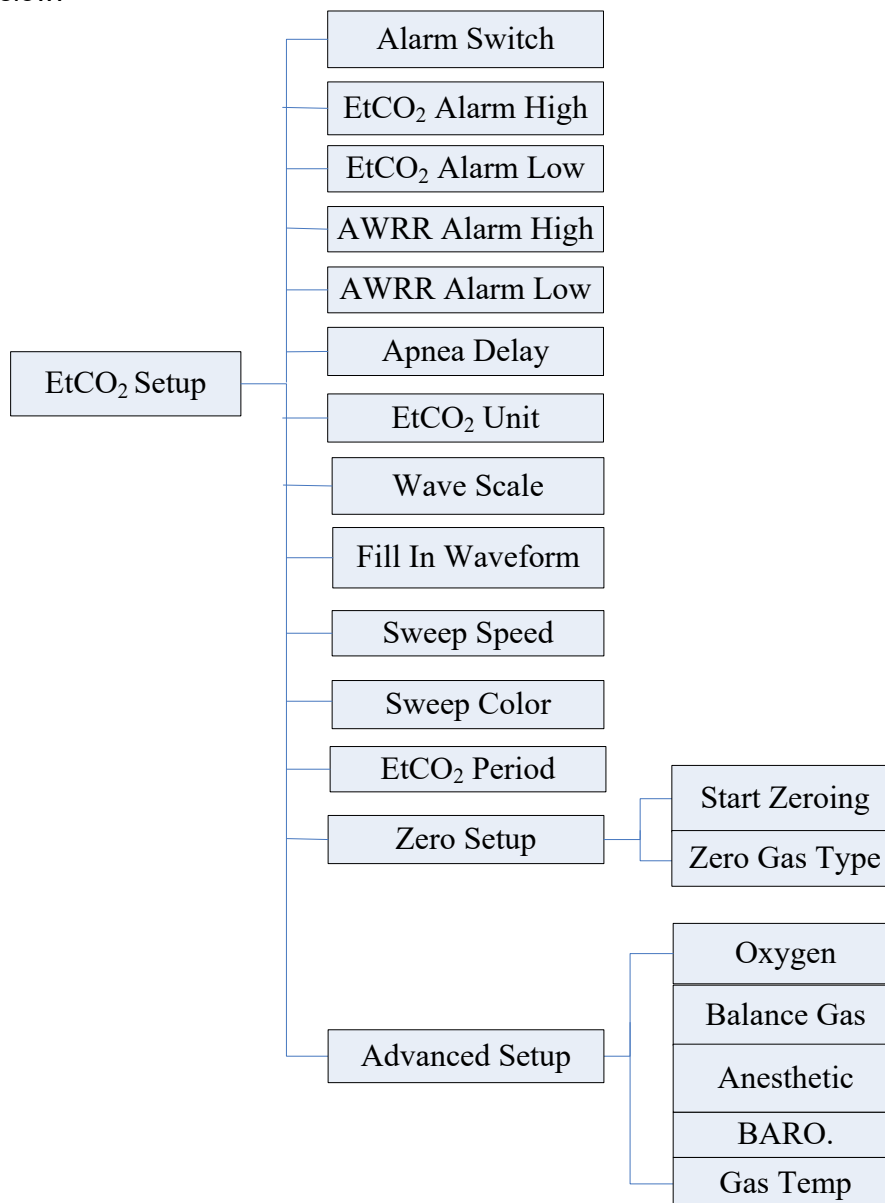 Alarm Switch
EtCO₂ Alarm High
EtCO₂ Alarm Low
AWRR Alarm High
AWRR Alarm Low
Apnea Delay
EtCO₂ Setup
EtCO₂ Unit
Wave Scale
Fill In Waveform
Sweep Speed
Sweep Color
EtCO₂ Period
Zero Setup
Start Zeroing
Zero Gas Type
Advanced Setup
Oxygen
Balance Gas
Anesthetic
BARO.
Gas Temp